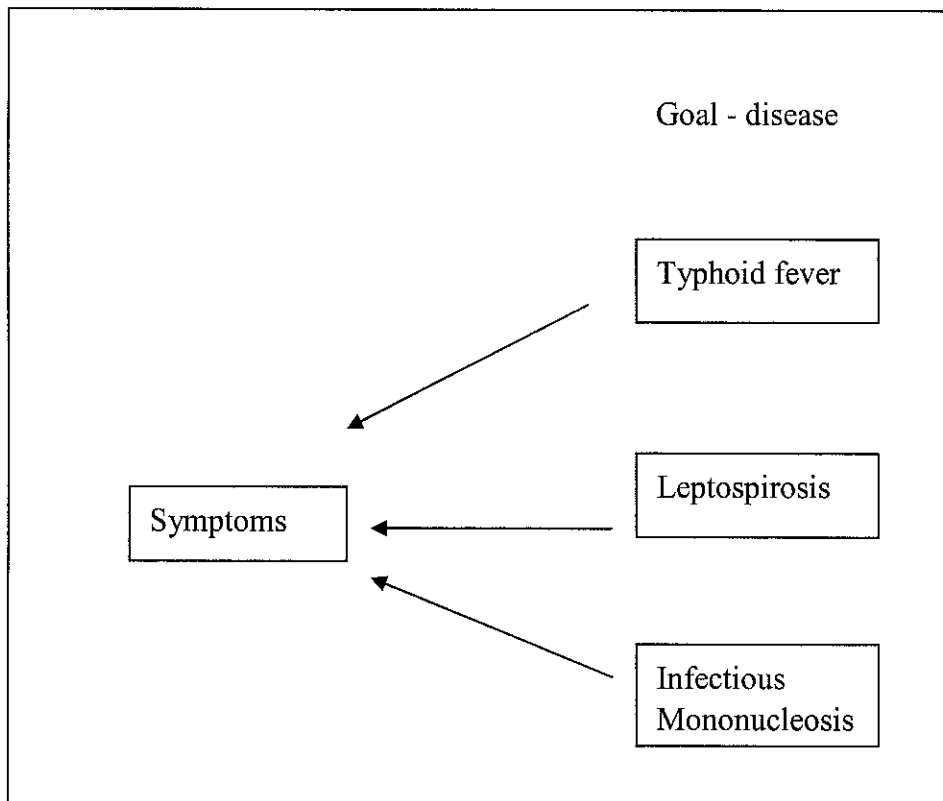 Goal - disease
Typhoid fever
Leptospirosis
Symptoms
Infectious
Mononucleosis